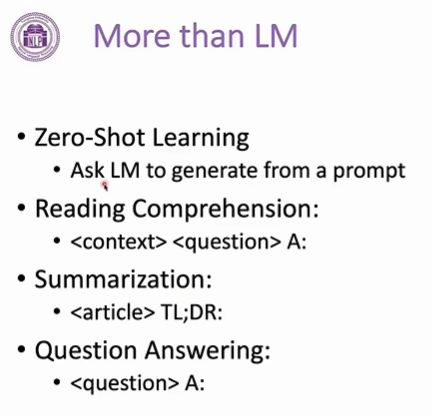 NLP
More than LM
• Zero-Shot Learning
• Ask LM to generate from a prompt
• Reading Comprehension:
• <context> <question> A:
• Summarization:
• <article> TL;DR:
• Question Answering:
• <question> A: